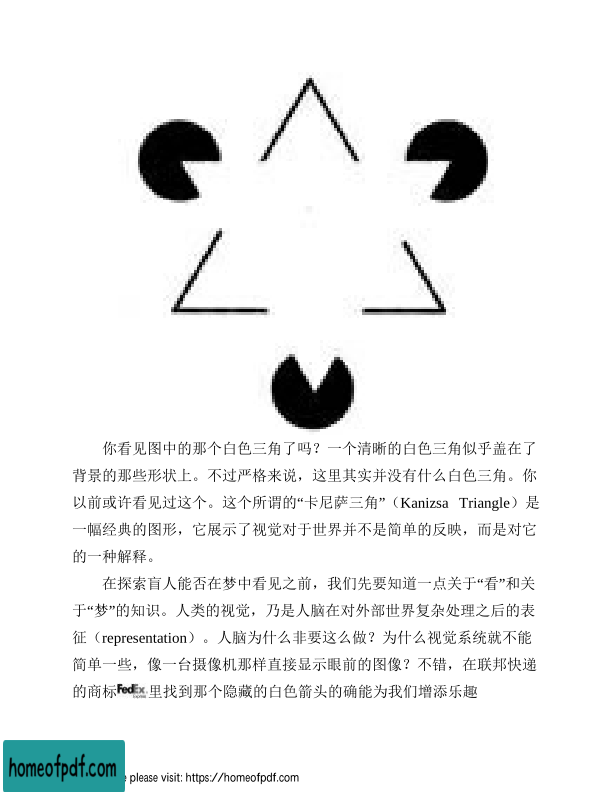 你看见图中的那个白色三角了吗？一个清晰的白色三角似乎盖在了
背景的那些形状上。不过严格来说，这里其实并没有什么白色三角。你
以前或许看见过这个。这个所谓的“卡尼萨三角”（Kanizsa Triangle）是
一幅经典的图形，它展示了视觉对于世界并不是简单的反映，而是对它
的一种解释。
在探索盲人能否在梦中看见之前，我们先要知道一点关于“看”和关
于“梦”的知识。人类的视觉，乃是人脑在对外部世界复杂处理之后的表
征（representation）。人脑为什么非要这么做？为什么视觉系统就不能
简单一些，像一台摄像机那样直接显示眼前的图像？不错，在联邦快递
的商标FedEx里找到那个隐藏的白色箭头的确能为我们增添乐趣
homeofpdf.com
please visit: https://homeofpdf.com